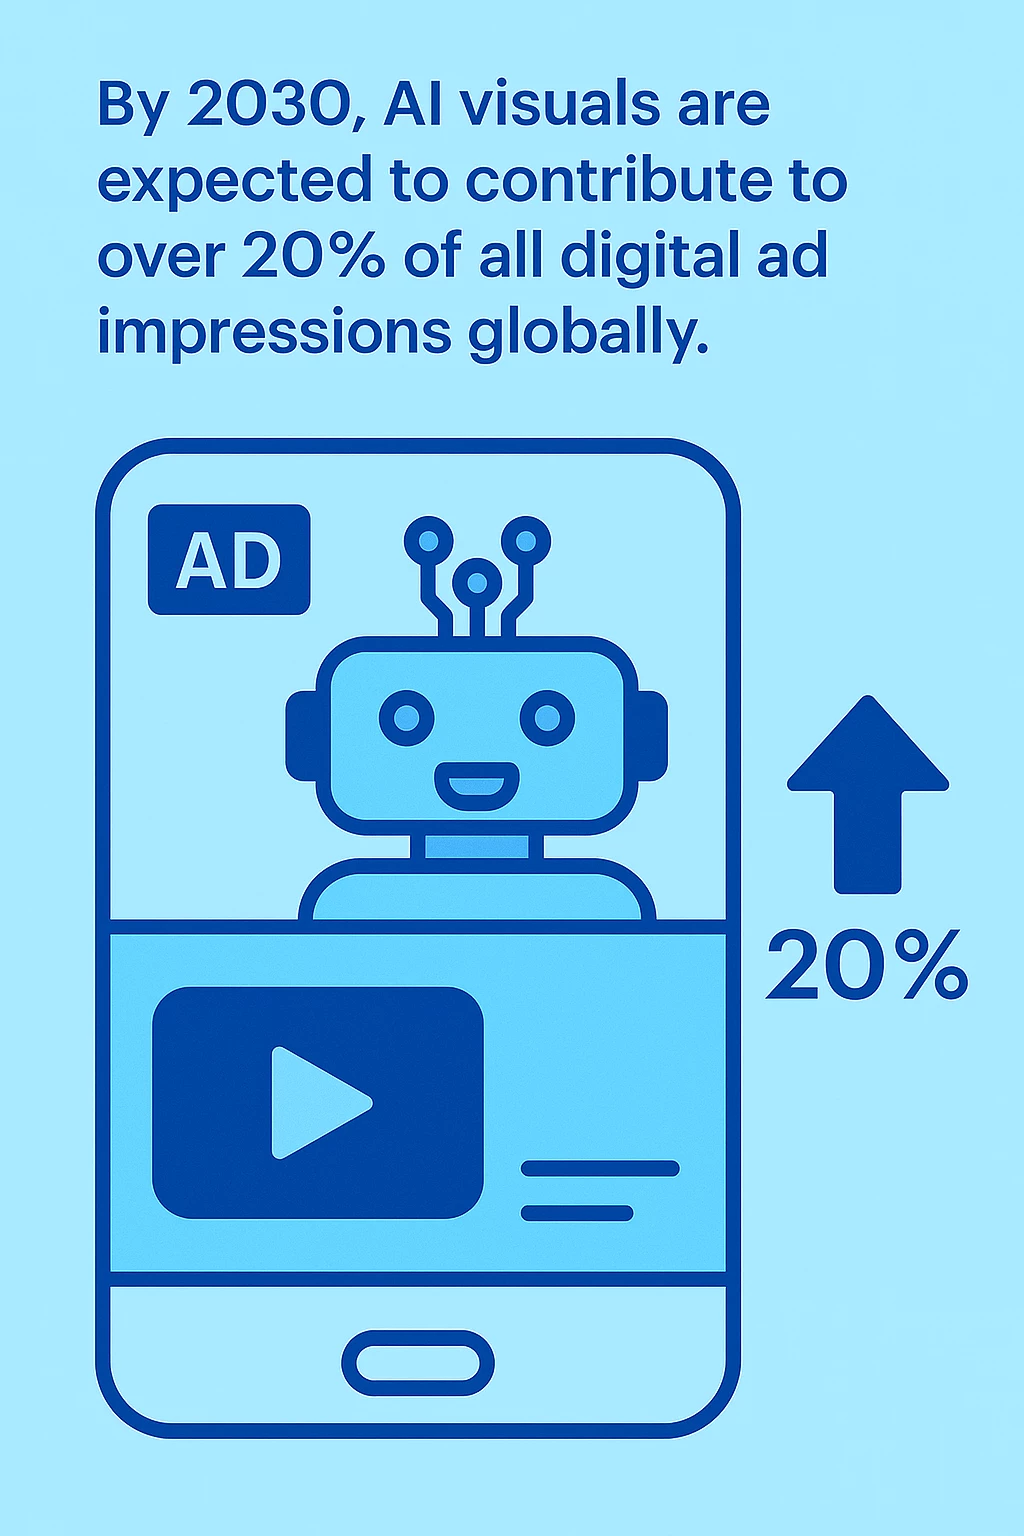 By 2030, AI visuals are
expected to contribute to
over 20% of all digital ad
impressions globally.
AD
20%